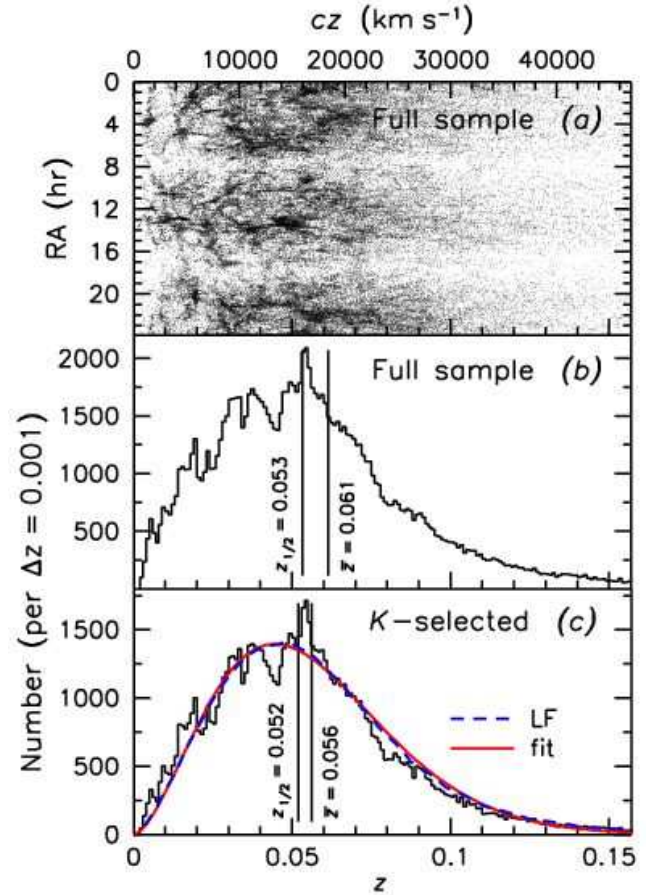 cz (km s⁻¹)
0 10000 20000 30000 40000
Full sample (a)
RA (hr)
0
4
8
12
16
20
Full sample (b)
2000
1500
1000
500
z1/2 = 0.053
z̄ = 0.061
Number (per Δz = 0.001)
K−selected (c)
1500
1000
500
0
z1/2 = 0.052
z̄ = 0.056
LF
fit
0 0.05 0.1 0.15
z